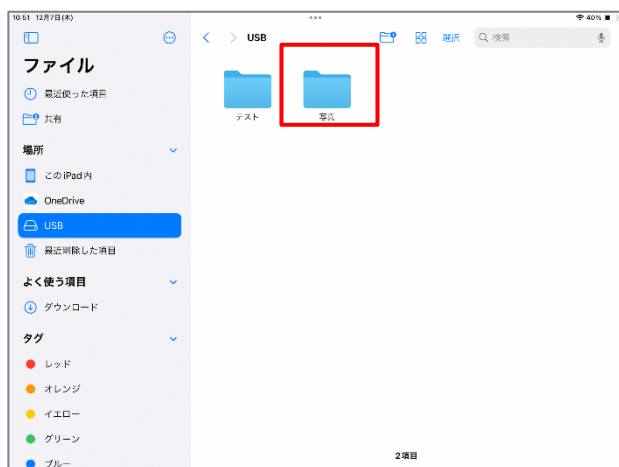 10:51 12月7日(木)
40%
ファイル
最近使った項目
共有
場所
このiPad内
OneDrive
USB
最近削除した項目
よく使う項目
ダウンロード
タグ
レッド
オレンジ
イエロー
グリーン
ブルー
USB
選択
検索
テスト
写真
2項目